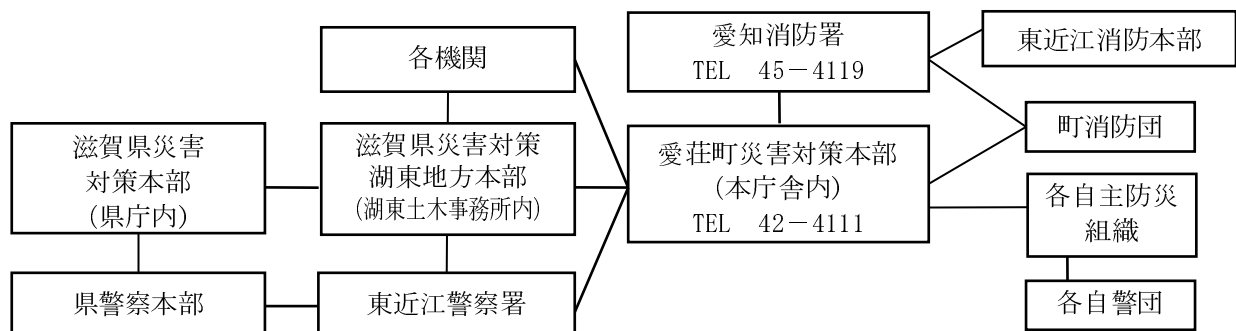 各機関
愛知消防署
TEL 45－4119
東近江消防本部
町消防団
滋賀県災害
対策本部
(県庁内)
滋賀県災害対策
湖東地方本部
(湖東土木事務所内)
愛荘町災害対策本部
(本庁舎内)
TEL 42－4111
各自主防災
組織
県警察本部
東近江警察署
各自警団